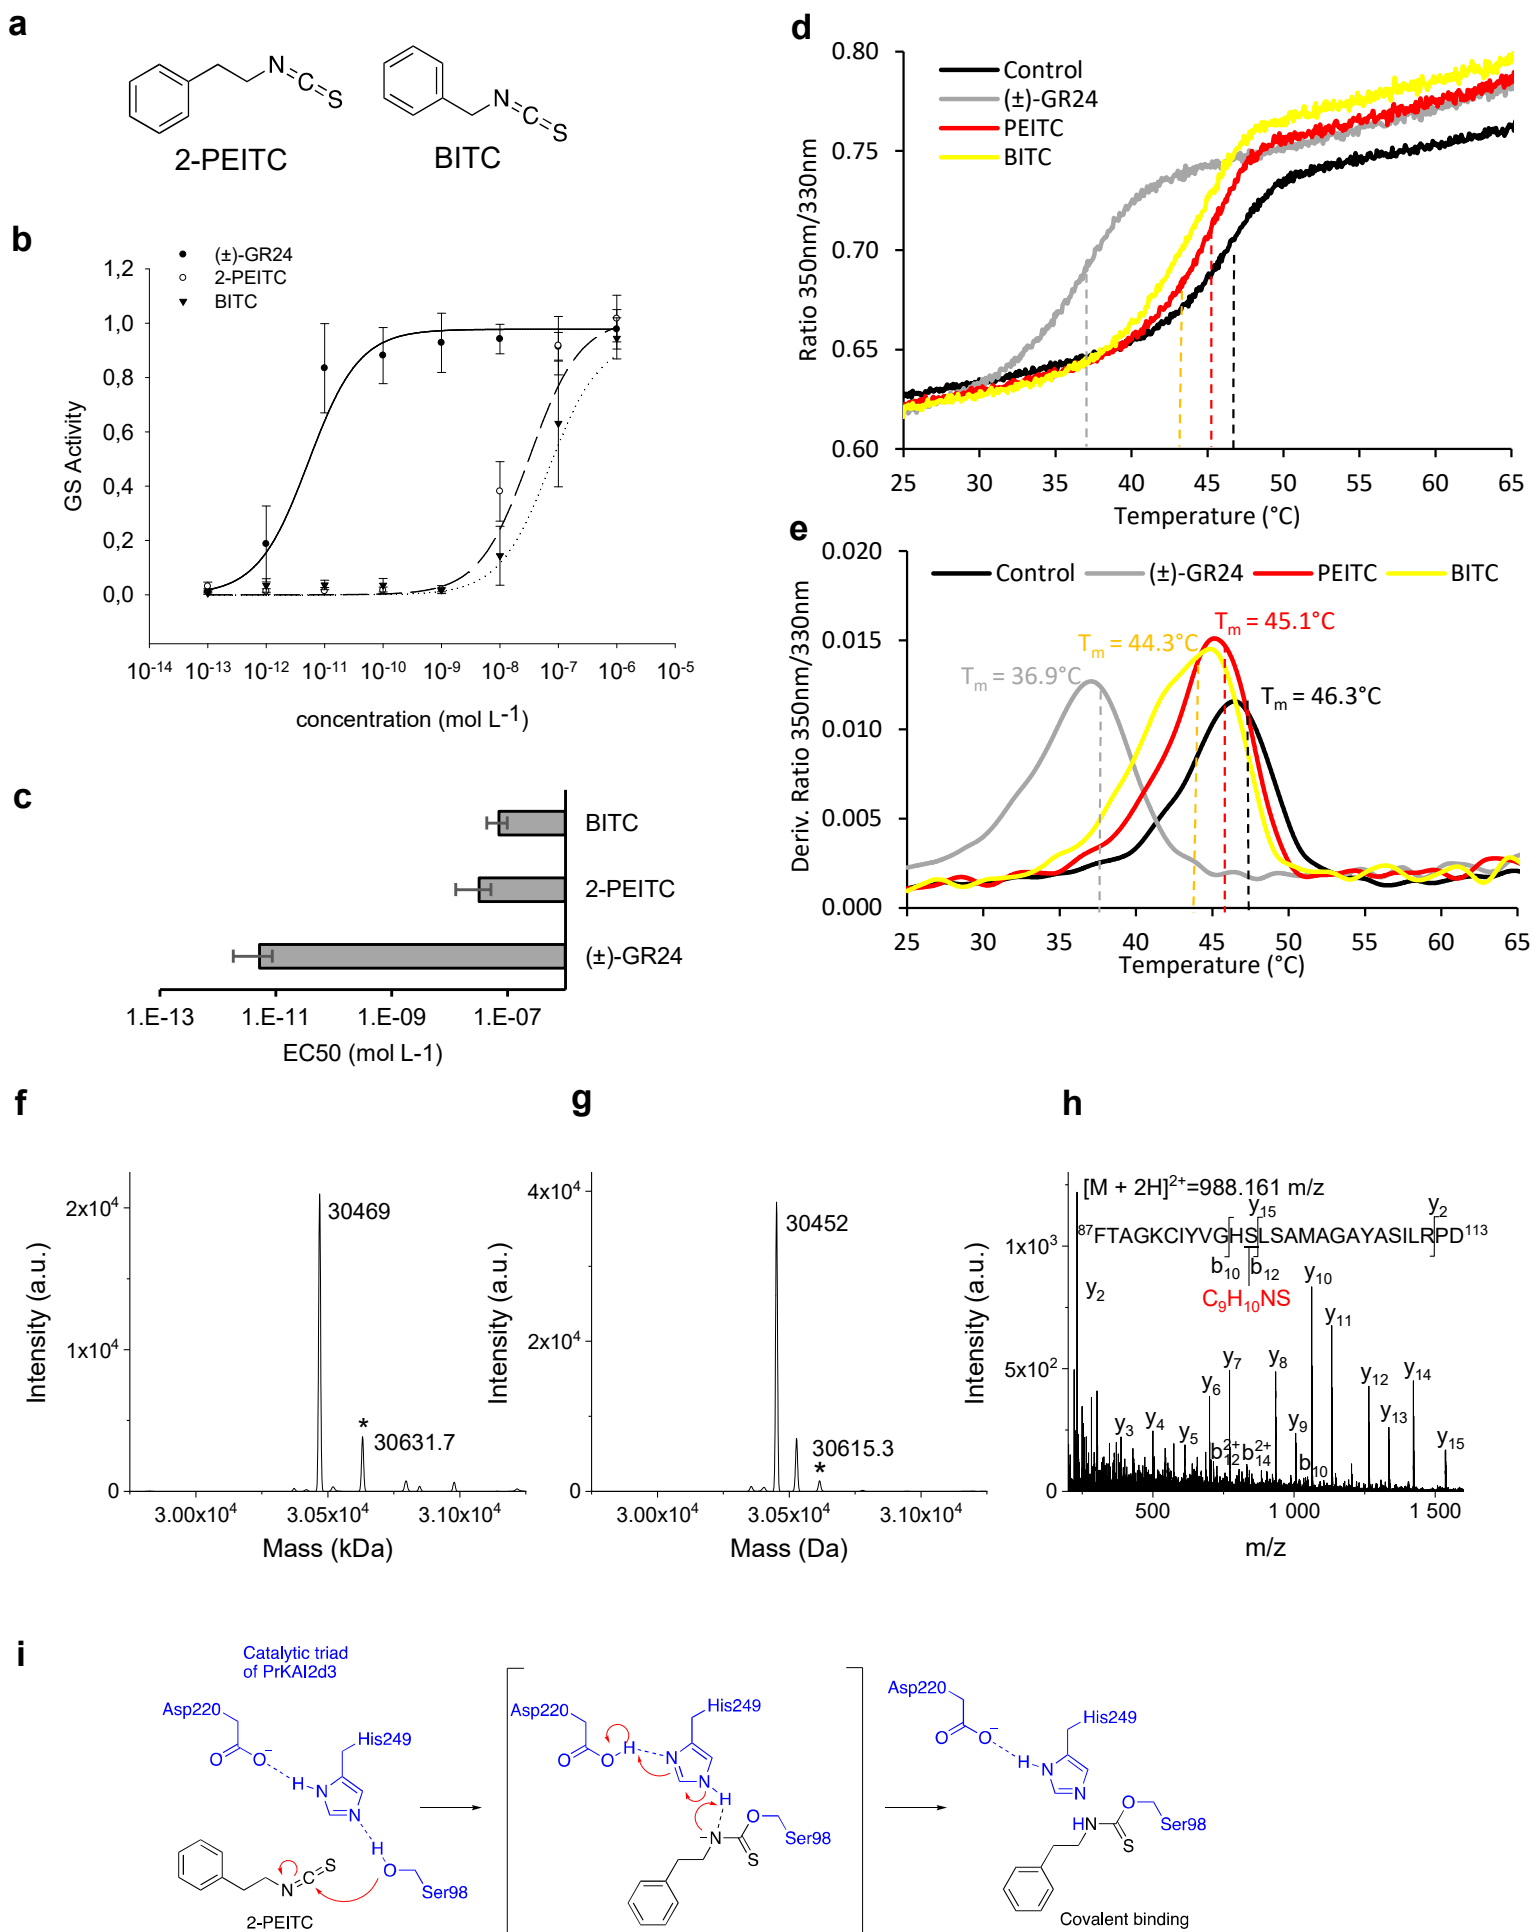 a
2-PEITC
BITC
N
C
S
N
C
S
b
(±)-GR24
2-PEITC
BITC
GS Activity
1,2
1,0
0,8
0,6
0,4
0,2
0,0
10-14 10-13 10-12 10-11 10-10 10-9 10-8 10-7 10-6 10-5
concentration (mol L-1)
c
BITC
2-PEITC
(±)-GR24
1.E-13 1.E-11 1.E-09 1.E-07
EC50 (mol L-1)
d
Control
(±)-GR24
PEITC
BITC
Ratio 350nm/330nm
0.80
0.75
0.70
0.65
0.60
25 30 35 40 45 50 55 60 65
Temperature (°C)
e
Control (±)-GR24 PEITC BITC
Deriv. Ratio 350nm/330nm
0.020
0.015
0.010
0.005
0.000
Tm = 45.1°C
Tm = 44.3°C
Tm = 36.9°C
Tm = 46.3°C
25 30 35 40 45 50 55 60 65
Temperature (°C)
f
Intensity (a.u.)
2x10⁴
1x10⁴
0
30469
*
30631.7
3.00x10⁴ 3.05x10⁴ 3.10x10⁴
Mass (kDa)
g
Intensity (a.u.)
4x10⁴
2x10⁴
0
30452
30615.3
*
3.00x10⁴ 3.05x10⁴ 3.10x10⁴
Mass (Da)
h
Intensity (a.u.)
1x10³
5x10²
0
[M + 2H]²⁺=988.161 m/z
y15 y2
⁸⁷FTAGKCIYVGHSLSAMAGAYASILRPD¹¹³
b10 b12
C₉H₁₀NS
y2
y3
y4
y5
y6
y7
b12 2+
b14 2+
y8
y9
b10
y10
y11
y12
y13
y14
y15
500 1 000 1 500
m/z
i
Catalytic triad
of PrKAI2d3
Asp220
His249
O
O−
H
N
N
H
O
Ser98
N
C
S
2-PEITC
Asp220
His249
O
O
H
N
N
H
−N
O
S
Ser98
Asp220
His249
O
O−
H
N
N
HN
O
S
Ser98
Covalent binding